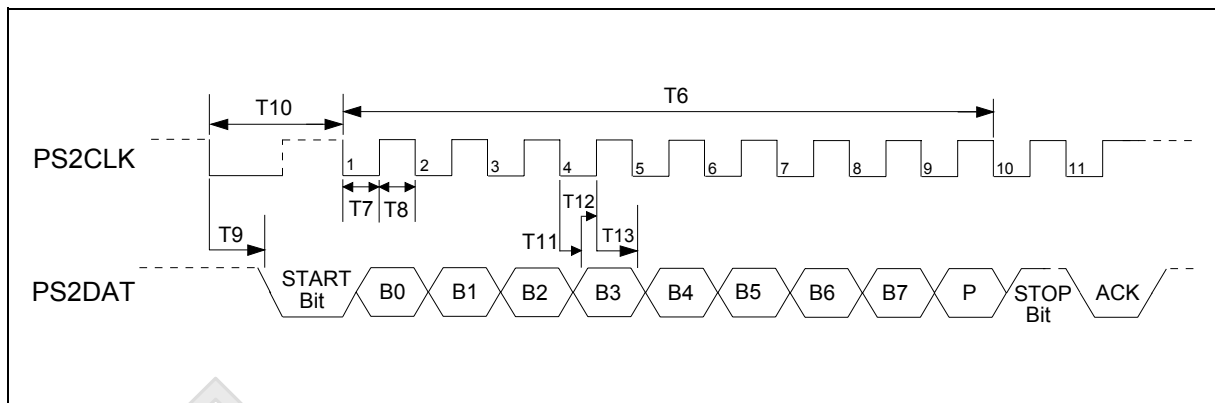 T10
T6
PS2CLK
1 2 3 4 5 6 7 8 9 10 11
T7 T8
T12
T9
T11
T13
PS2DAT
START
Bit
B0 B1 B2 B3 B4 B5 B6 B7 P
STOP
Bit
ACK